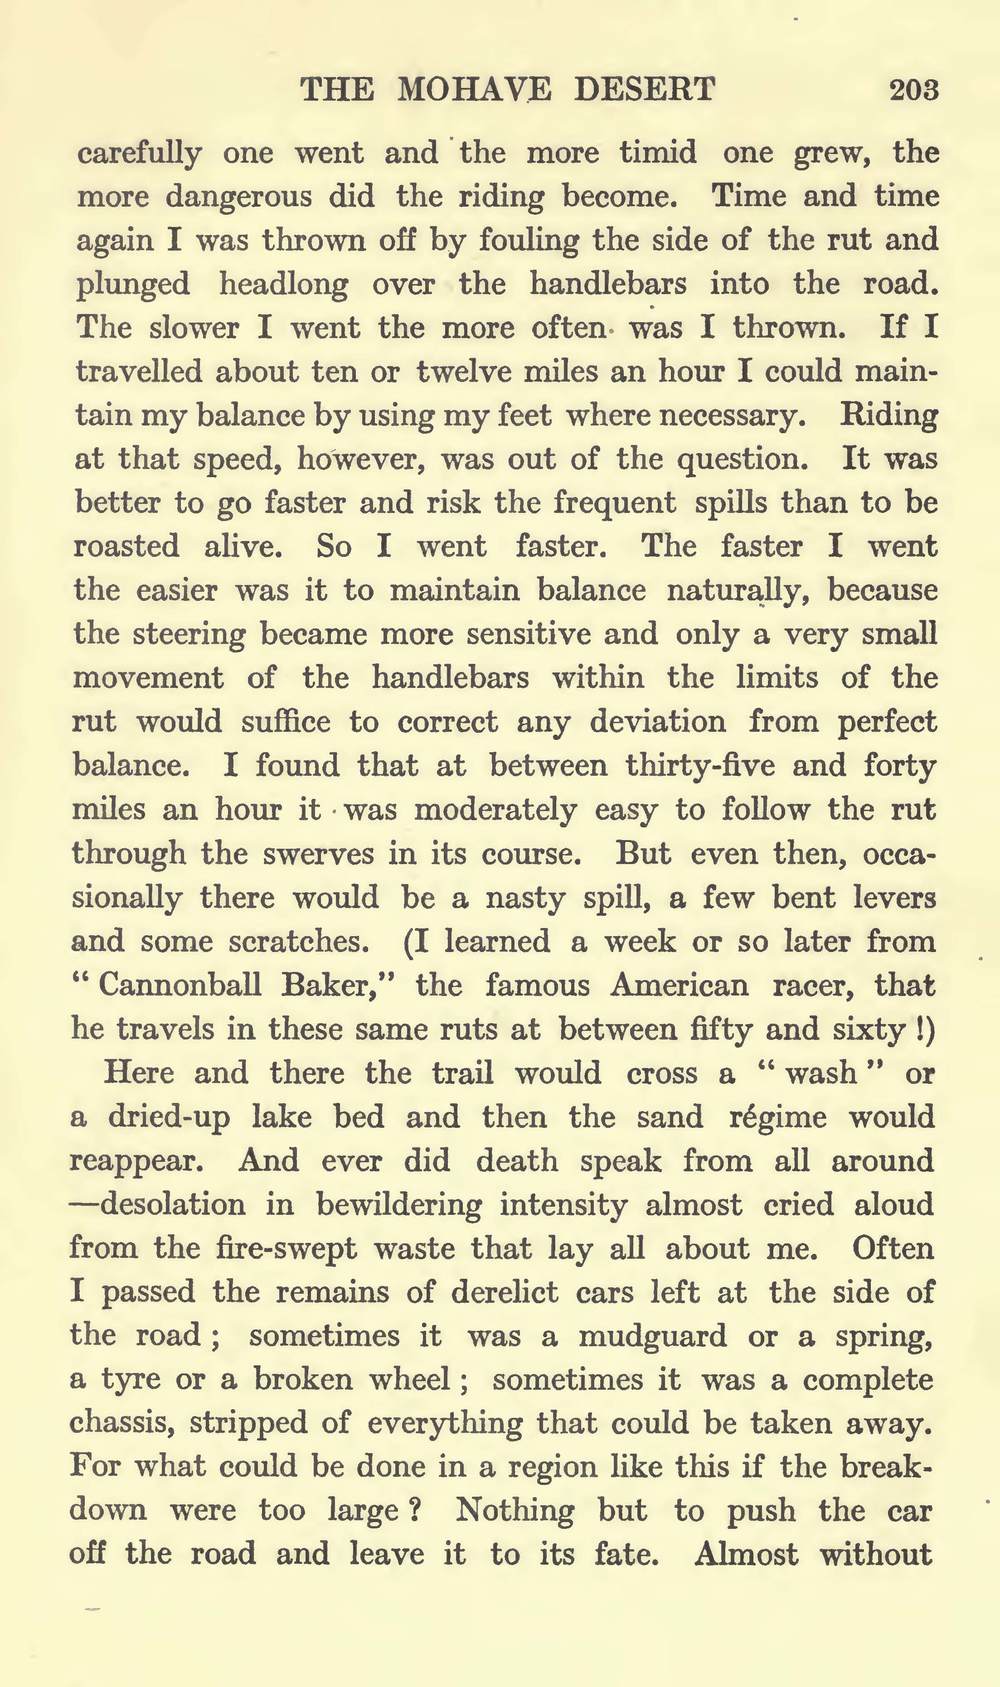 THE MOHAVE DESERT 203
carefully one went and the more timid one grew, the
more dangerous did the riding become. Time and time
again I was thrown off by fouling the side of the rut and
plunged headlong over the handlebars into the road.
The slower I went the more often was I thrown. If I
travelled about ten or twelve miles an hour I could main-
tain my balance by using my feet where necessary. Riding
at that speed, however, was out of the question. It was
better to go faster and risk the frequent spills than to be
roasted alive. So I went faster. The faster I went
the easier was it to maintain balance naturally, because
the steering became more sensitive and only a very small
movement of the handlebars within the limits of the
rut would suffice to correct any deviation from perfect
balance. I found that at between thirty-five and forty
miles an hour it was moderately easy to follow the rut
through the swerves in its course. But even then, occa-
sionally there would be a nasty spill, a few bent levers
and some scratches. (I learned a week or so later from
“ Cannonball Baker,” the famous American racer, that
he travels in these same ruts at between fifty and sixty !)
Here and there the trail would cross a “ wash ” or
a dried-up lake bed and then the sand régime would
reappear. And ever did death speak from all around
—desolation in bewildering intensity almost cried aloud
from the fire-swept waste that lay all about me. Often
I passed the remains of derelict cars left at the side of
the road ; sometimes it was a mudguard or a spring,
a tyre or a broken wheel ; sometimes it was a complete
chassis, stripped of everything that could be taken away.
For what could be done in a region like this if the break-
down were too large ? Nothing but to push the car
off the road and leave it to its fate. Almost without